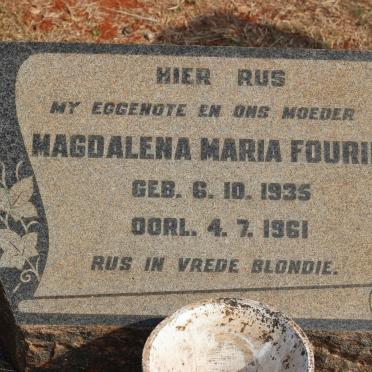 HIER RUS
MY EGGENOTE EN ONS MOEDER
MAGDALENA MARIA FOURIE
GEB. 6. 10. 1935
OORL. 4. 7. 1961
RUS IN VREDE BLONDIE.